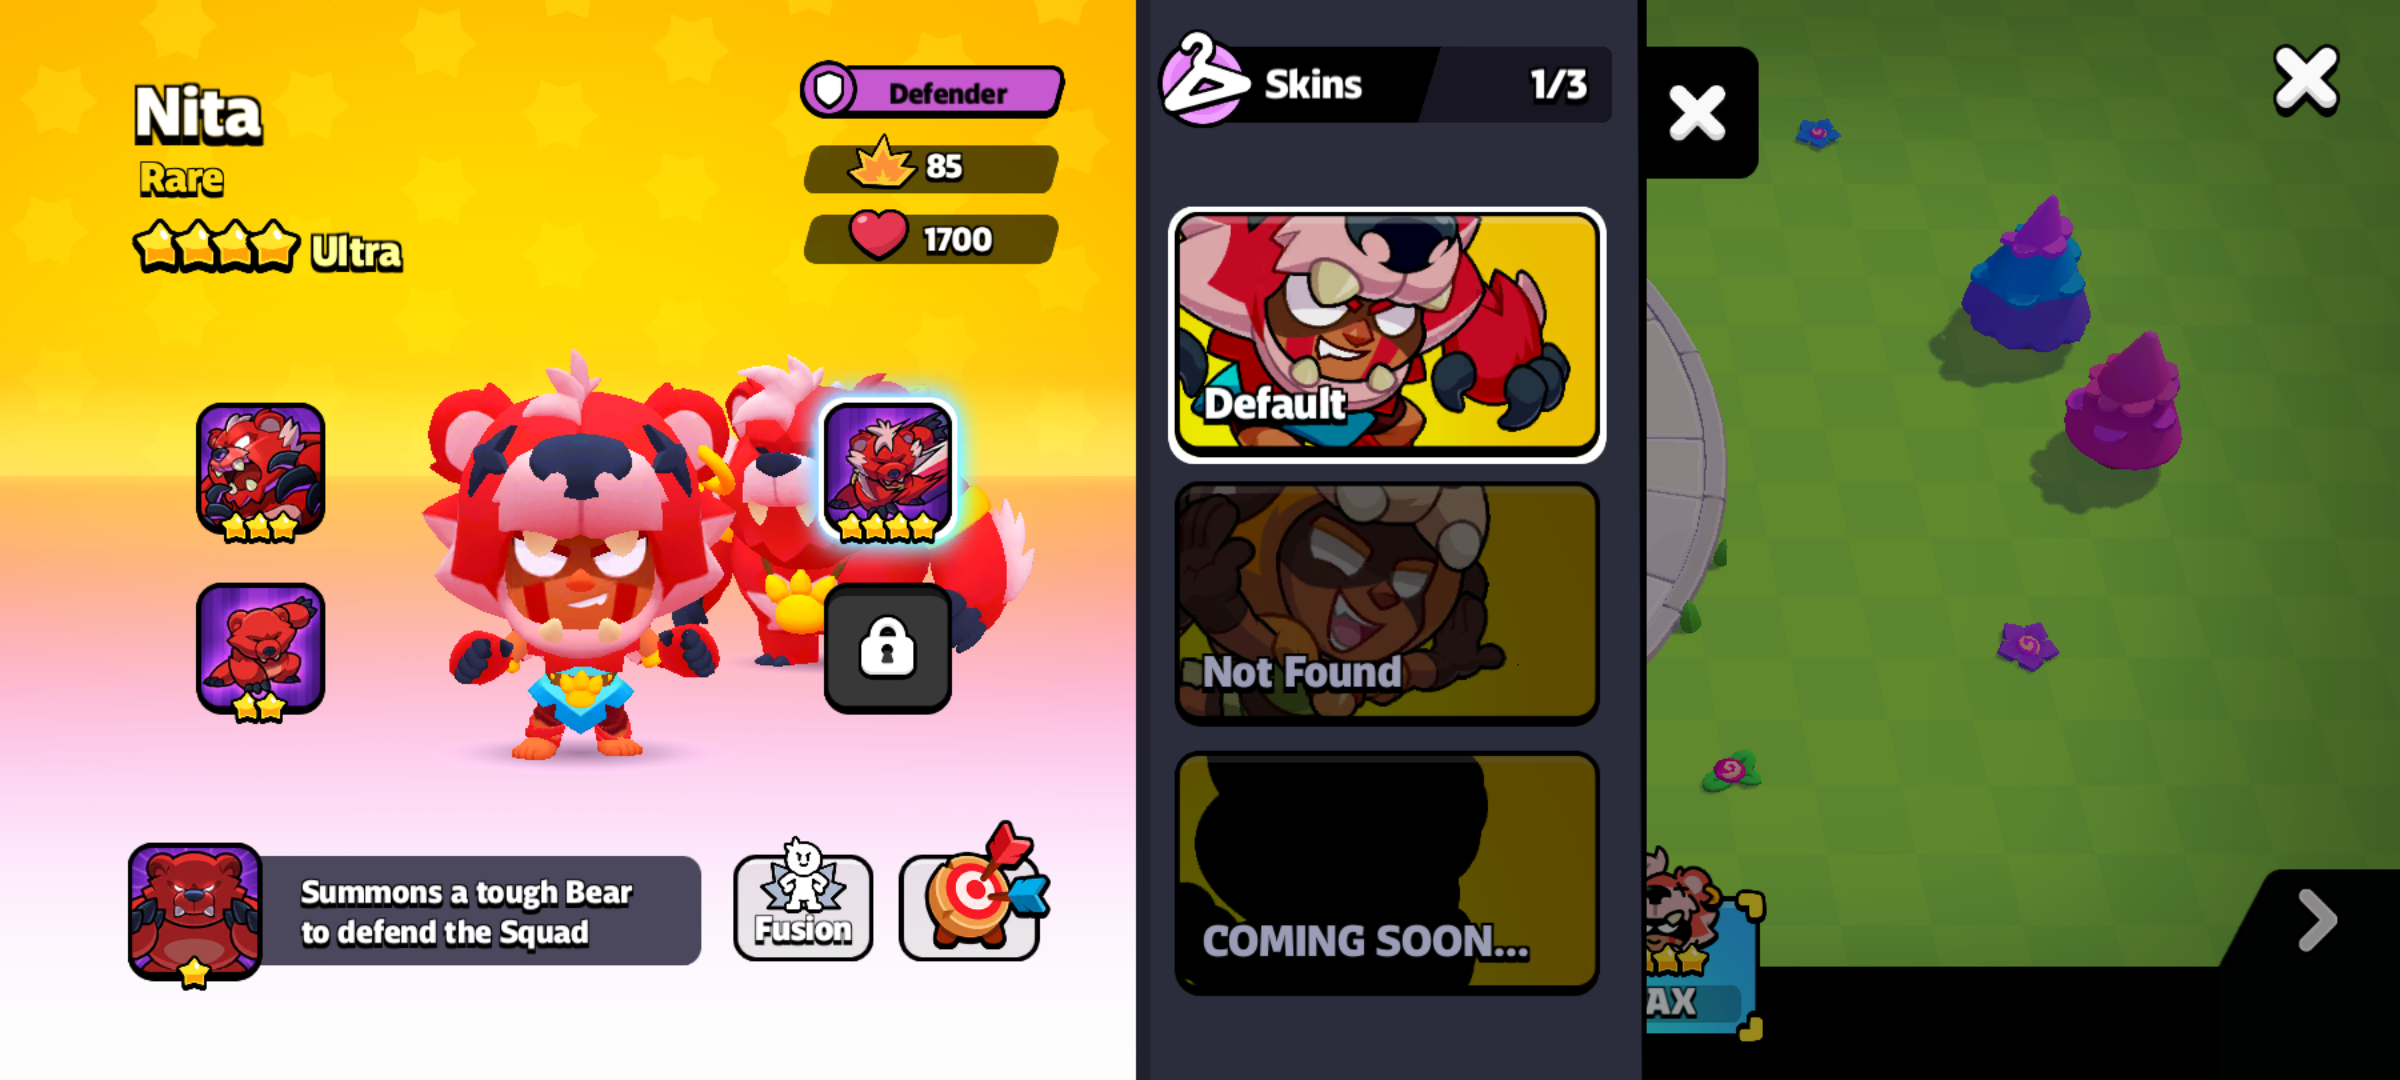 Nita
Rare
Ultra
Defender
85
1700
Summons a tough Bear
to defend the Squad
Fusion
Skins
1/3
Default
Not Found
COMING SOON...
AX